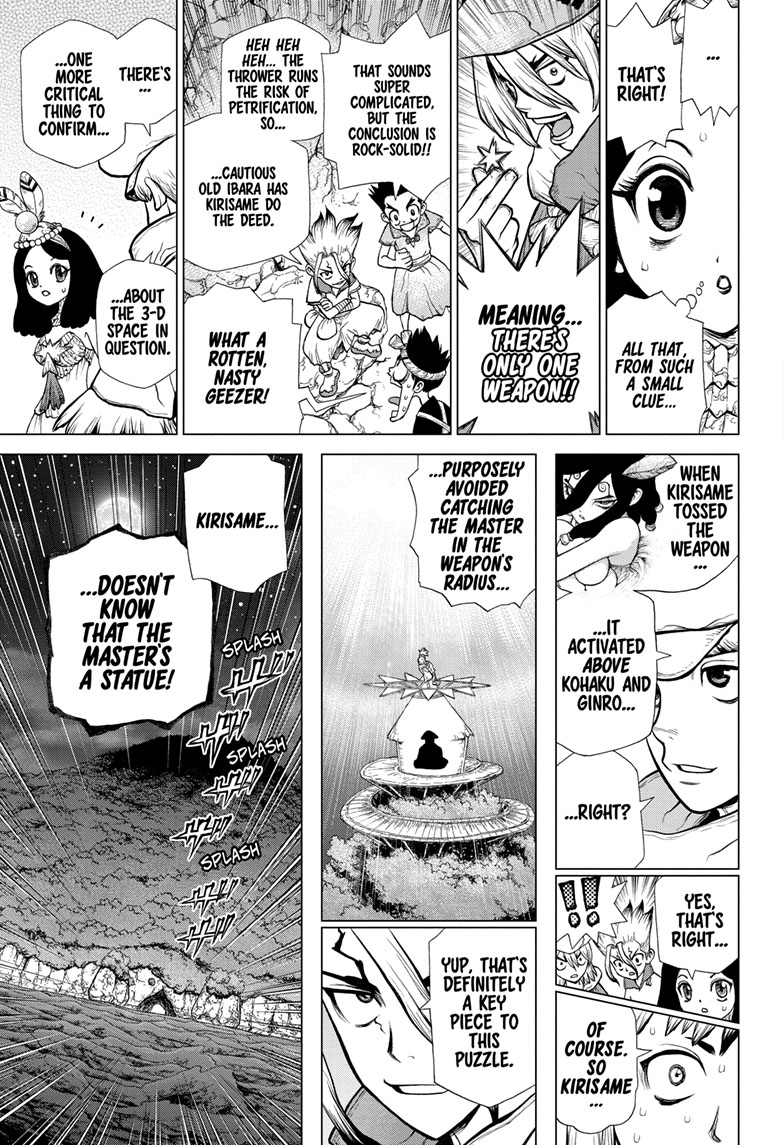 ...
THAT'S
RIGHT!
ALL THAT,
FROM SUCH
A SMALL
CLUE...
MEANING...
THERE'S
ONLY ONE
WEAPON!!
THAT SOUNDS
SUPER
COMPLICATED,
BUT THE
CONCLUSION IS
ROCK-SOLID!!
HEH HEH
HEH... THE
THROWER RUNS
THE RISK OF
PETRIFICATION,
SO...
...CAUTIOUS
OLD IBARA HAS
KIRISAME DO
THE DEED.
WHAT A
ROTTEN,
NASTY
GEEZER!
THERE'S
...
...ONE
MORE
CRITICAL
THING TO
CONFIRM...
...ABOUT
THE 3-D
SPACE IN
QUESTION.
WHEN
KIRISAME
TOSSED
THE
WEAPON
...
...IT
ACTIVATED
ABOVE
KOHAKU AND
GINRO...
...RIGHT?
YES,
THAT'S
RIGHT...
!!
OF
COURSE.
SO
KIRISAME
...
...PURPOSELY
AVOIDED
CATCHING
THE MASTER
IN THE
WEAPON'S
RADIUS...
YUP, THAT'S
DEFINITELY
A KEY
PIECE TO
THIS
PUZZLE.
KIRISAME...
...DOESN'T
KNOW
THAT THE
MASTER'S
A STATUE!
SPLASH
SPLASH
SPLASH